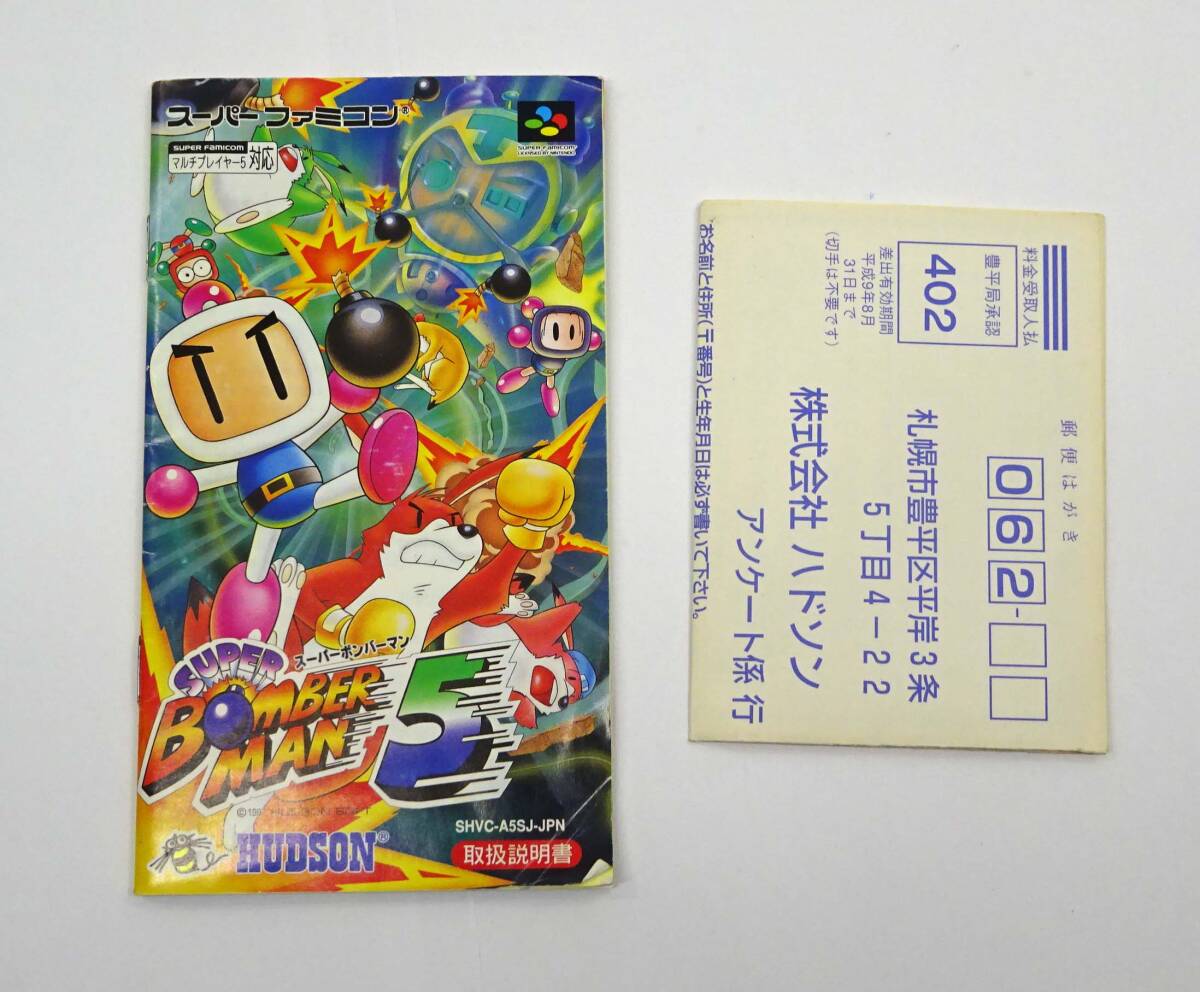 スーパーファミコン®
SUPER Famicom
マルチプレイヤー5 対応
SUPER FAMICOM
LICENSED BY NINTENDO
スーパーボンバーマン
SUPER
BOMBER
MAN 5
HUDSON SOFT
HUDSON®
SHVC-A5SJ-JPN
取扱説明書
料金受取人払
豊平局承認
402
差出有効期間
平成9年8月
31日まで
(切手は不要です)
郵便はがき
062-
札幌市豊平区平岸3条
5丁目4-22
株式会社 ハドソン
アンケート係 行
お名前と住所(〒番号)と生年月日は必ず書いて下さい。